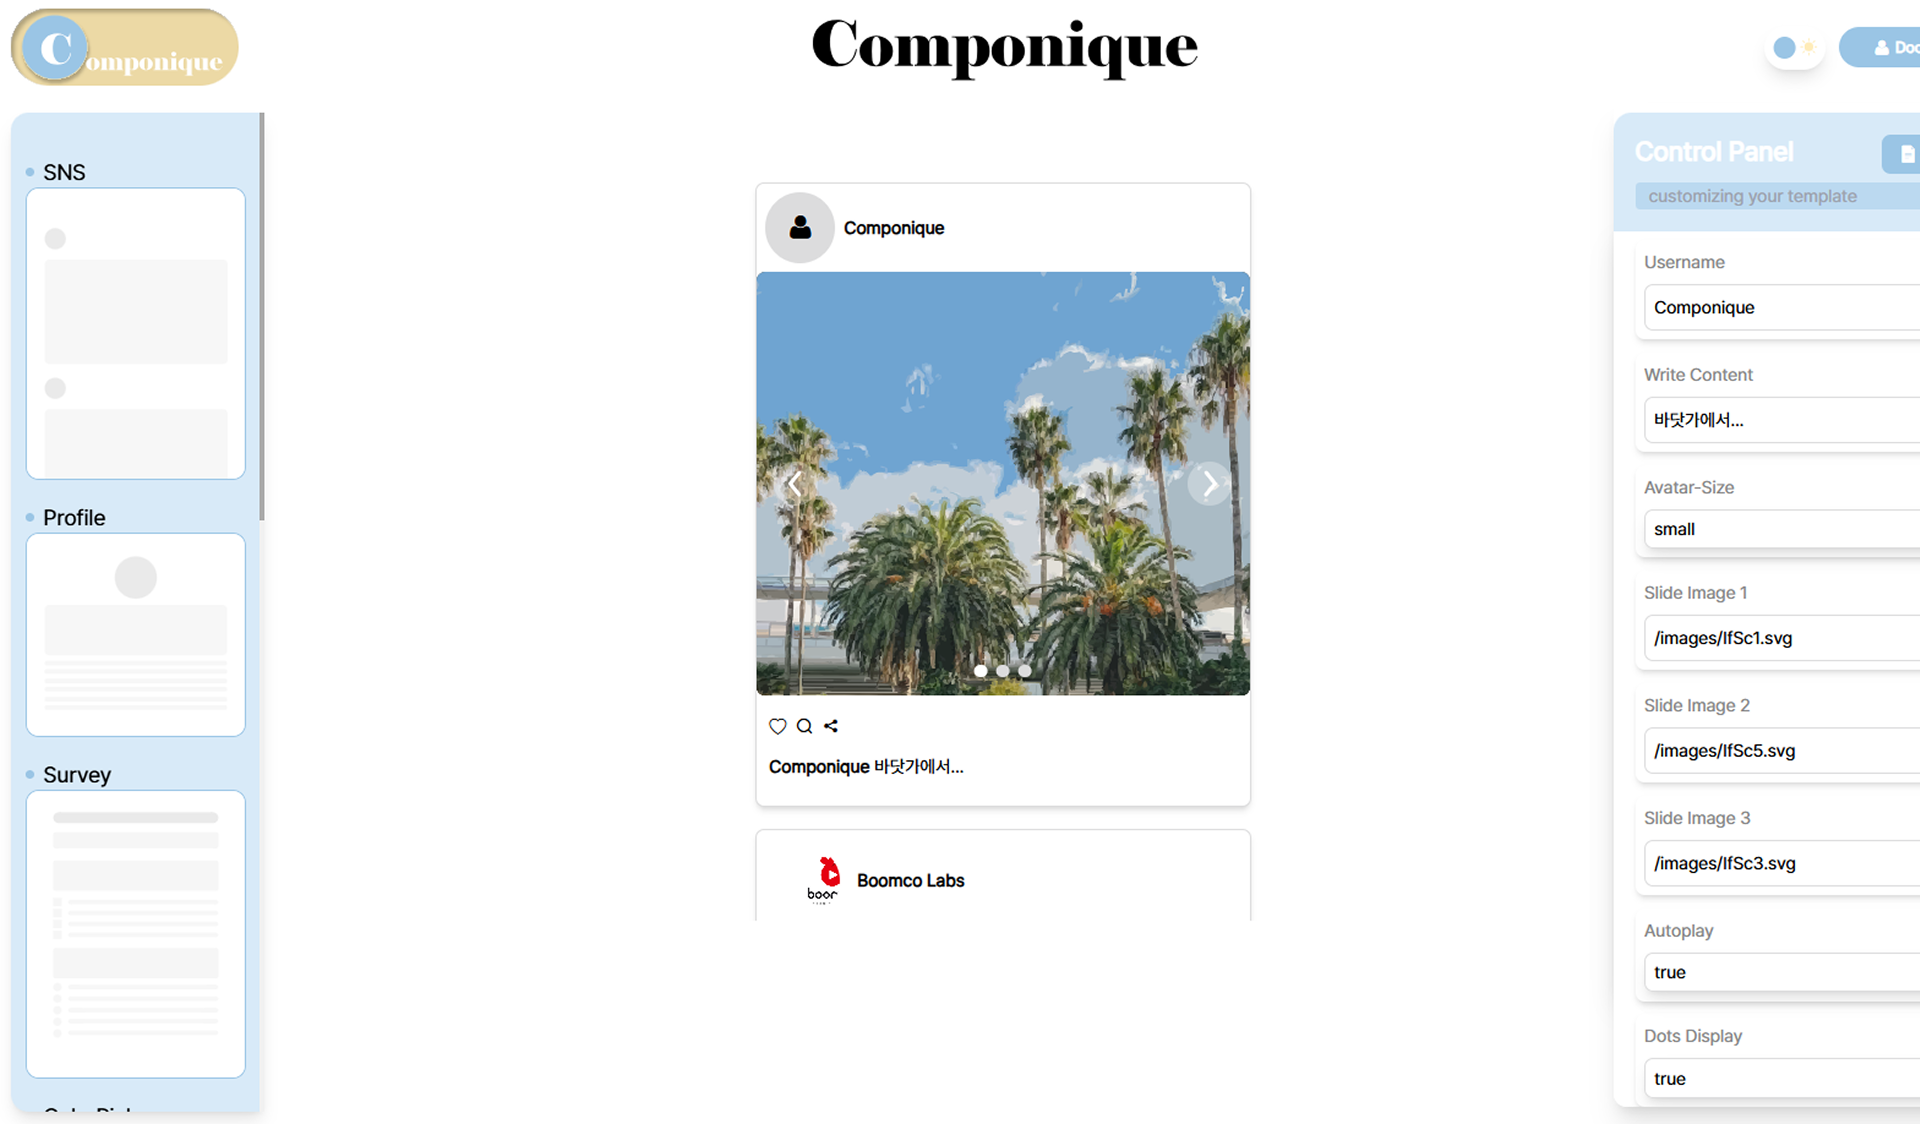 Componique
Componique
SNS
Profile
Survey
Componique
Componique 바닷가에서...
boor
Boomco Labs
Control Panel
customizing your template
Username
Componique
Write Content
바닷가에서...
Avatar-Size
small
Slide Image 1
/images/IfSc1.svg
Slide Image 2
/images/IfSc5.svg
Slide Image 3
/images/IfSc3.svg
Autoplay
true
Dots Display
true